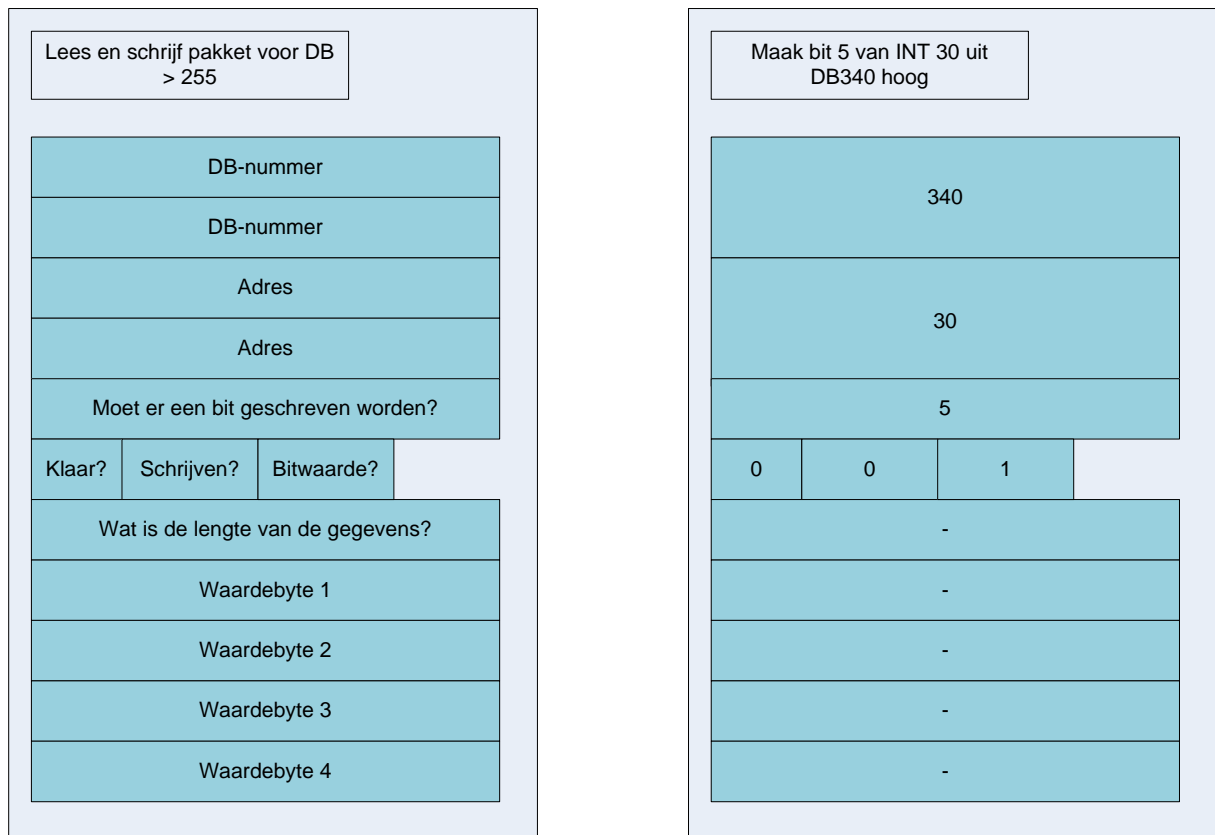 Lees en schrijf pakket voor DB
> 255
DB-nummer
DB-nummer
Adres
Adres
Moet er een bit geschreven worden?
Klaar? Schrijven? Bitwaarde?
Wat is de lengte van de gegevens?
Waardebyte 1
Waardebyte 2
Waardebyte 3
Waardebyte 4
Maak bit 5 van INT 30 uit
DB340 hoog
340
30
5
0 0 1
-
-
-
-
-